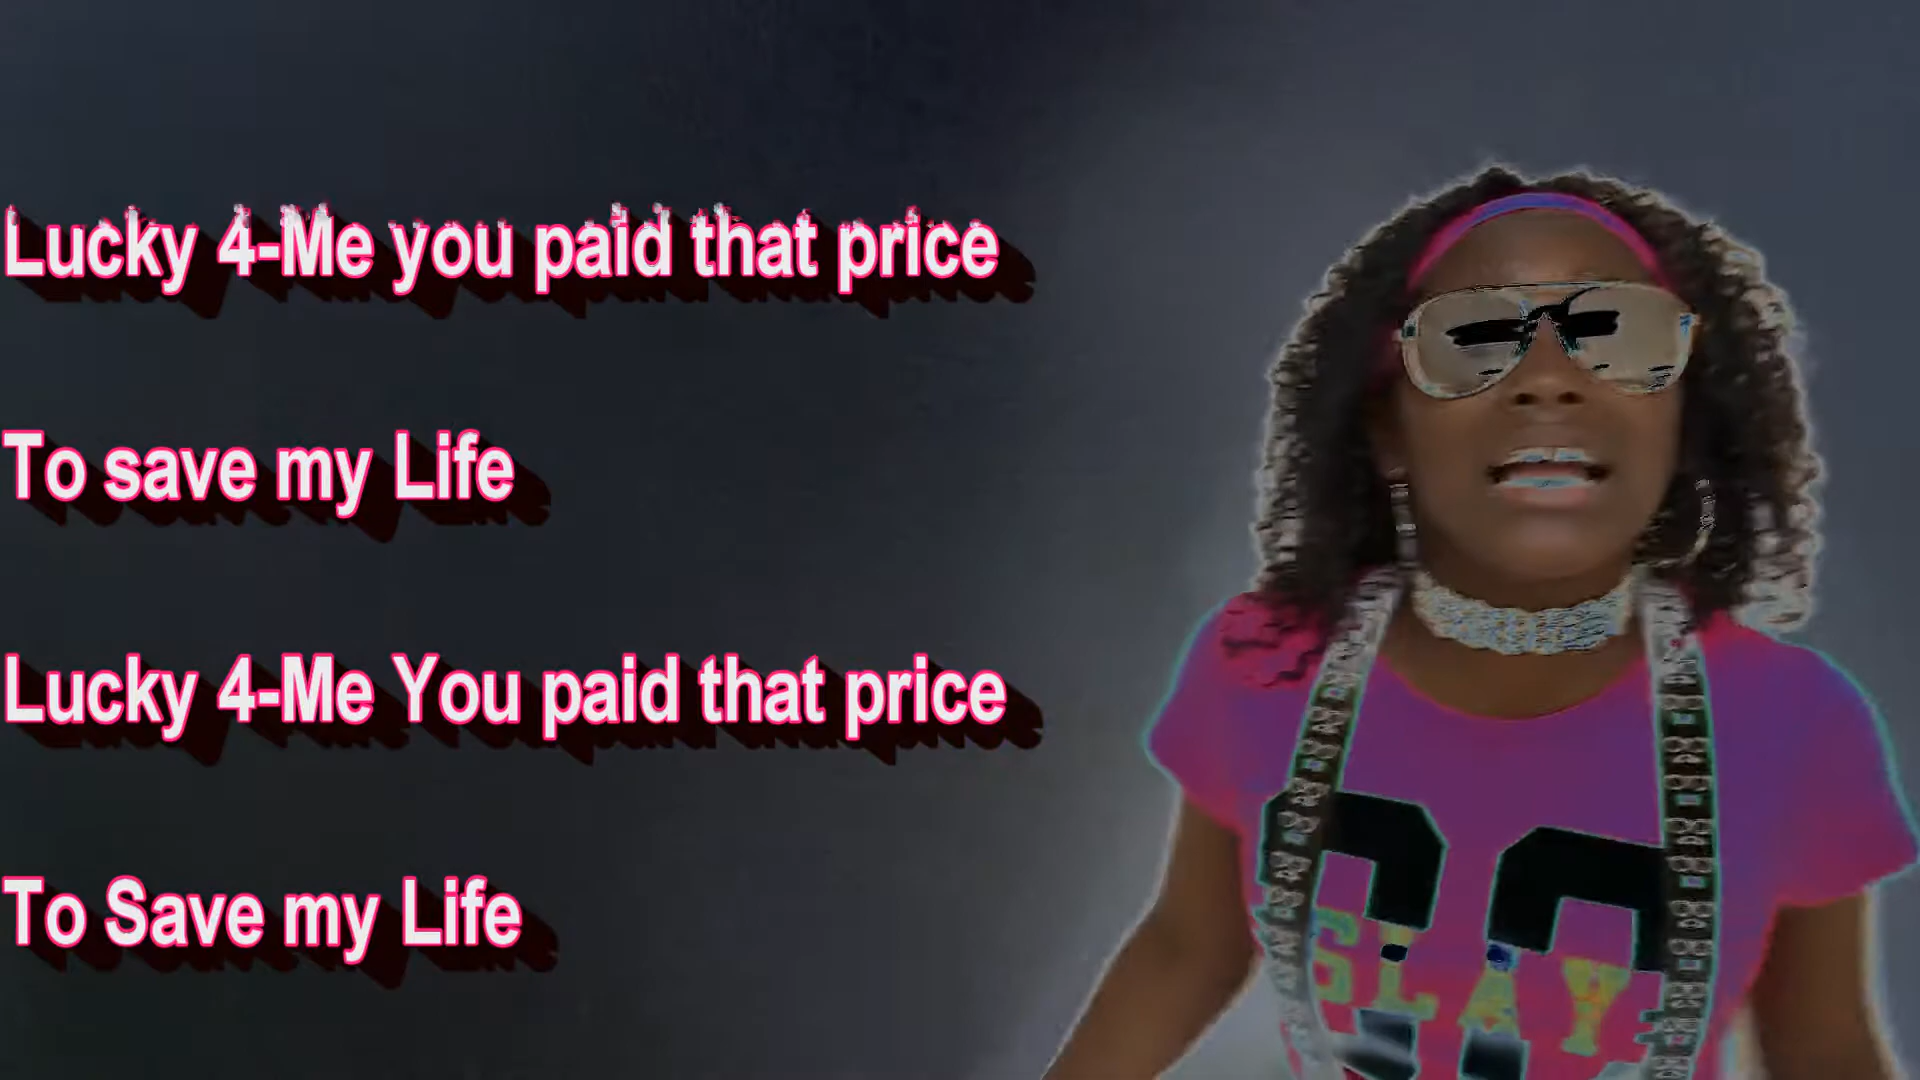 Lucky 4-Me you paid that price
To save my Life
Lucky 4-Me You paid that price
To Save my Life
SLAY